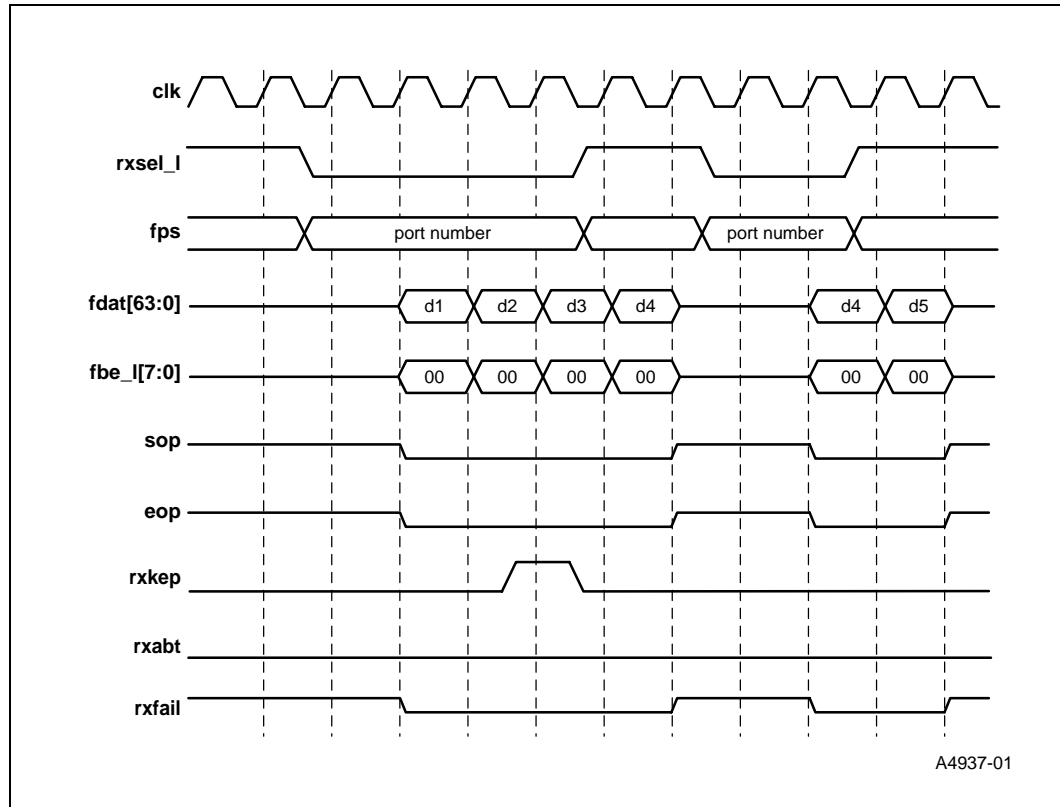 clk
rxsel_l
fps port number port number
fdat[63:0] d1 d2 d3 d4 d4 d5
fbe_l[7:0] 00 00 00 00 00 00
sop
eop
rxkep
rxabt
rxfail
A4937-01